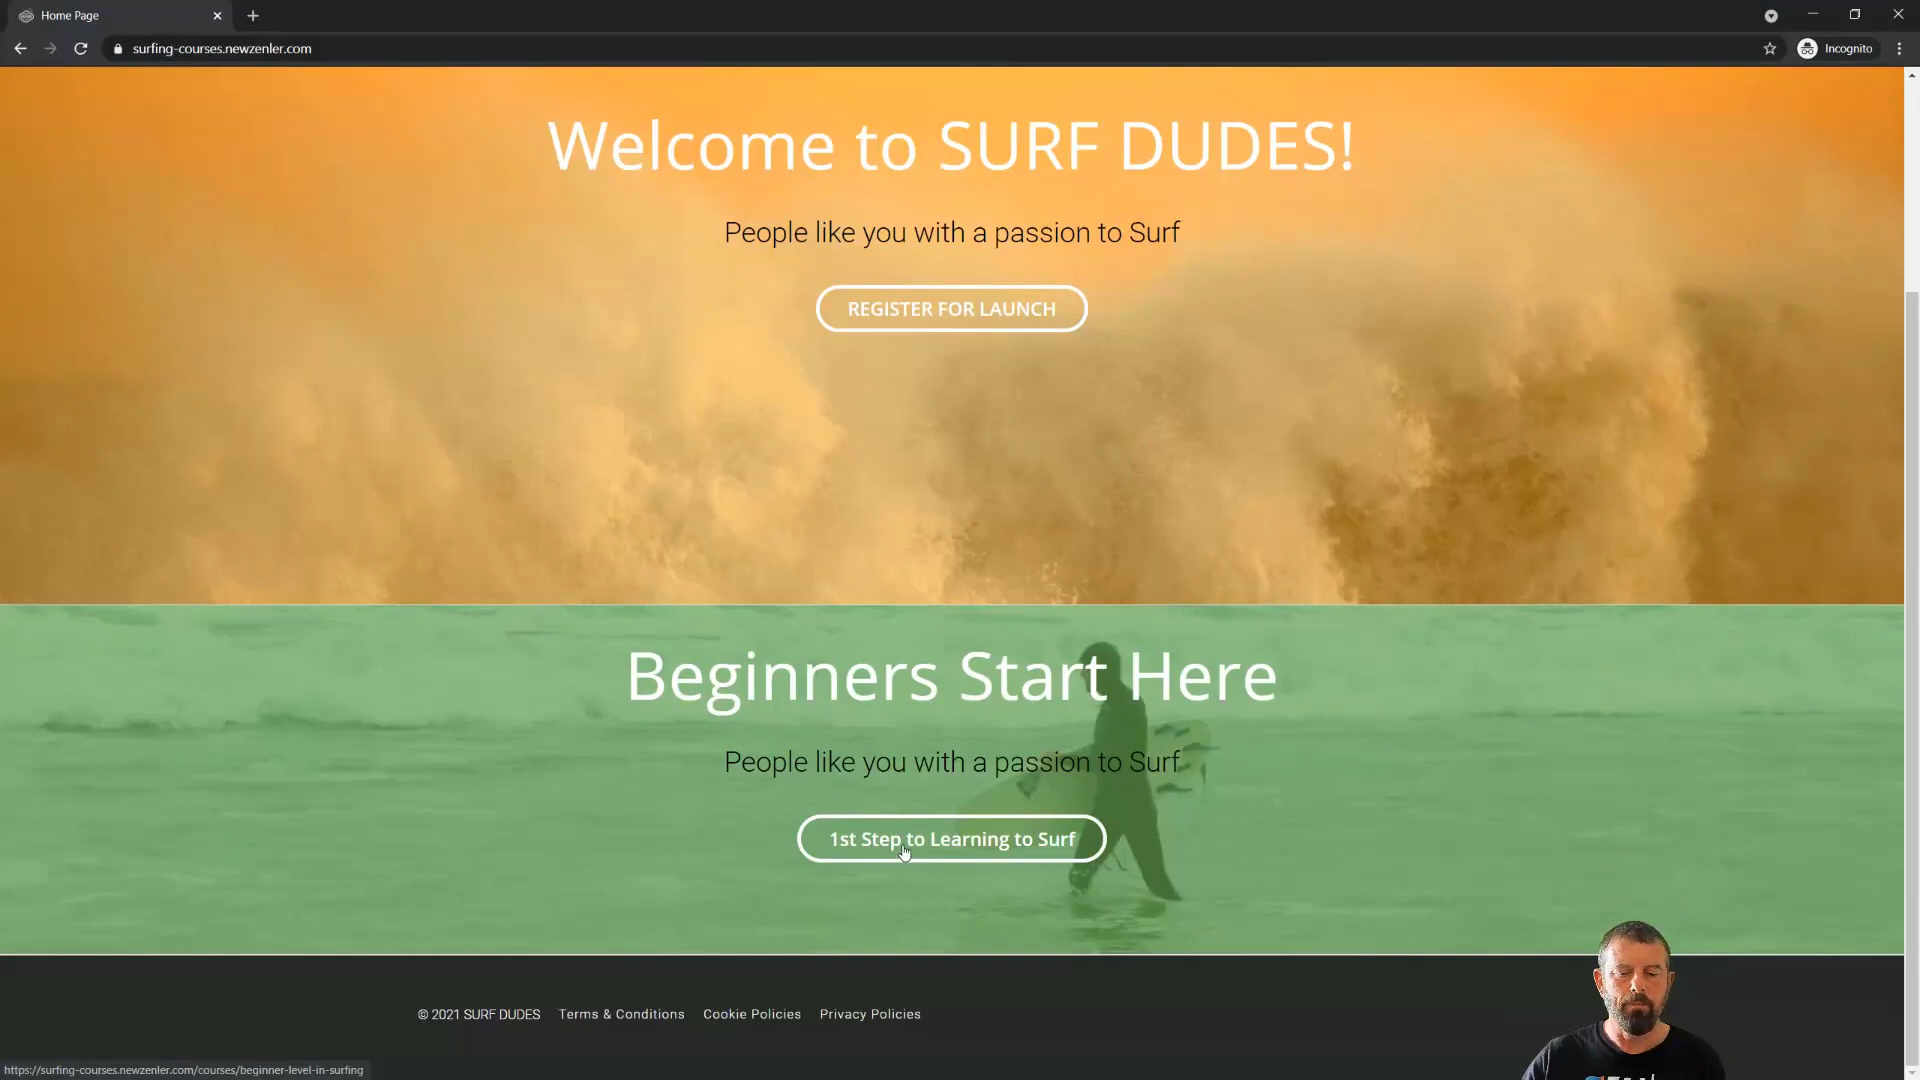 Home Page
surfing-courses.newzenler.com
Incognito
Welcome to SURF DUDES!
People like you with a passion to Surf
REGISTER FOR LAUNCH
Beginners Start Here
People like you with a passion to Surf
1st Step to Learning to Surf
© 2021 SURF DUDES Terms & Conditions Cookie Policies Privacy Policies
https://surfing-courses.newzenler.com/courses/beginner-level-in-surfing